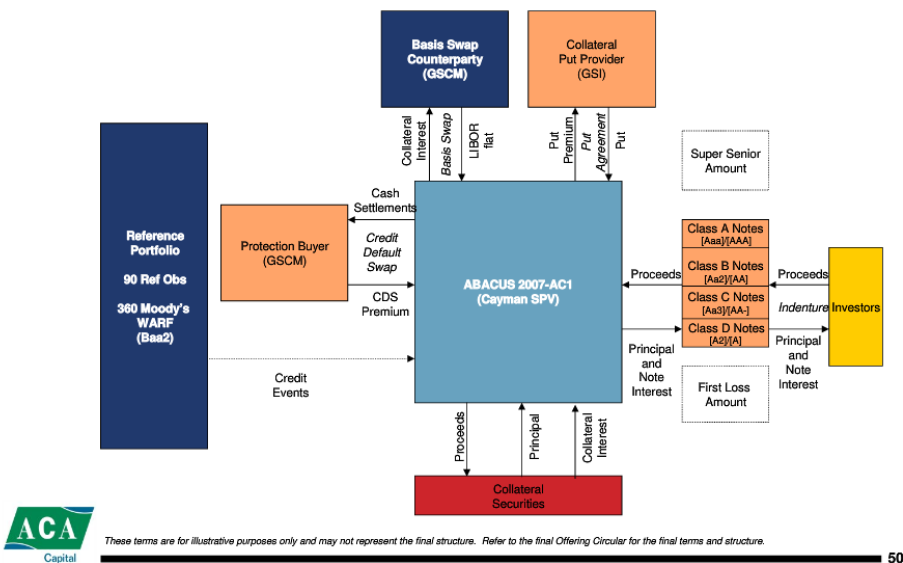 Basis Swap
Counterparty
(GSCM)
Collateral
Put Provider
(GSI)
Collateral
Interest
Basis Swap
LIBOR
flat
Put
Premium
Put
Agreement
Put
Super Senior
Amount
Reference
Portfolio
90 Ref Obs
360 Moody's
WARF
(Baa2)
Cash
Settlements
Protection Buyer
(GSCM)
Credit
Default
Swap
CDS
Premium
Credit
Events
ABACUS 2007-AC1
(Cayman SPV)
Proceeds
Principal
and
Note
Interest
Class A Notes
[Aaa]/[AAA]
Class B Notes
[Aa2]/[AA]
Class C Notes
[Aa3]/[AA-]
Class D Notes
[A2]/[A]
Proceeds
Indenture
Principal
and
Note
Interest
Investors
First Loss
Amount
Proceeds
Principal
Collateral
Interest
Collateral
Securities
ACA
Capital
These terms are for illustrative purposes only and may not represent the final structure. Refer to the final Offering Circular for the final terms and structure.
50